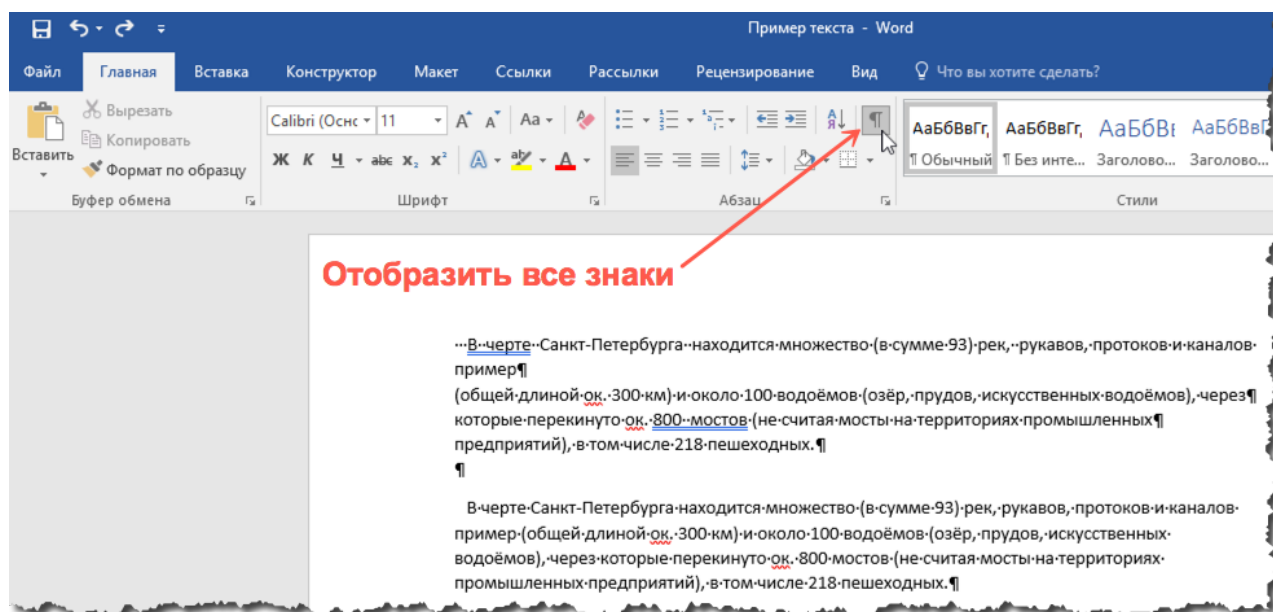 Пример текста - Word
Файл Главная Вставка Конструктор Макет Ссылки Рассылки Рецензирование Вид Что вы хотите сделать?
Вставить
Вырезать
Копировать
Формат по образцу
Буфер обмена
Calibri (Оснс 11
Ж К Ч abc x₂ x²
Шрифт
Абзац
АаБбВвГг, АаБбВвГг, АаБбВв АаБбВвГ
¶ Обычный ¶ Без инте... Заголово... Заголово...
Стили
Отобразить все знаки
···В··черте··Санкт-Петербурга··находится·множество·(в·сумме·93)·рек,··рукавов,·протоков·и·каналов·
пример¶
(общей·длиной·ок.·300·км)·и·около·100·водоёмов·(озёр,·прудов,·искусственных·водоёмов),·через¶
которые·перекинуто·ок.·800··мостов·(не·считая·мосты·на·территориях·промышленных¶
предприятий),·в·том·числе·218·пешеходных.¶
¶
В·черте·Санкт-Петербурга·находится·множество·(в·сумме·93)·рек,·рукавов,·протоков·и·каналов·
пример·(общей·длиной·ок.·300·км)·и·около·100·водоёмов·(озёр,·прудов,·искусственных·
водоёмов),·через·которые·перекинуто·ок.·800·мостов·(не·считая·мосты·на·территориях·
промышленных·предприятий),·в·том·числе·218·пешеходных.¶